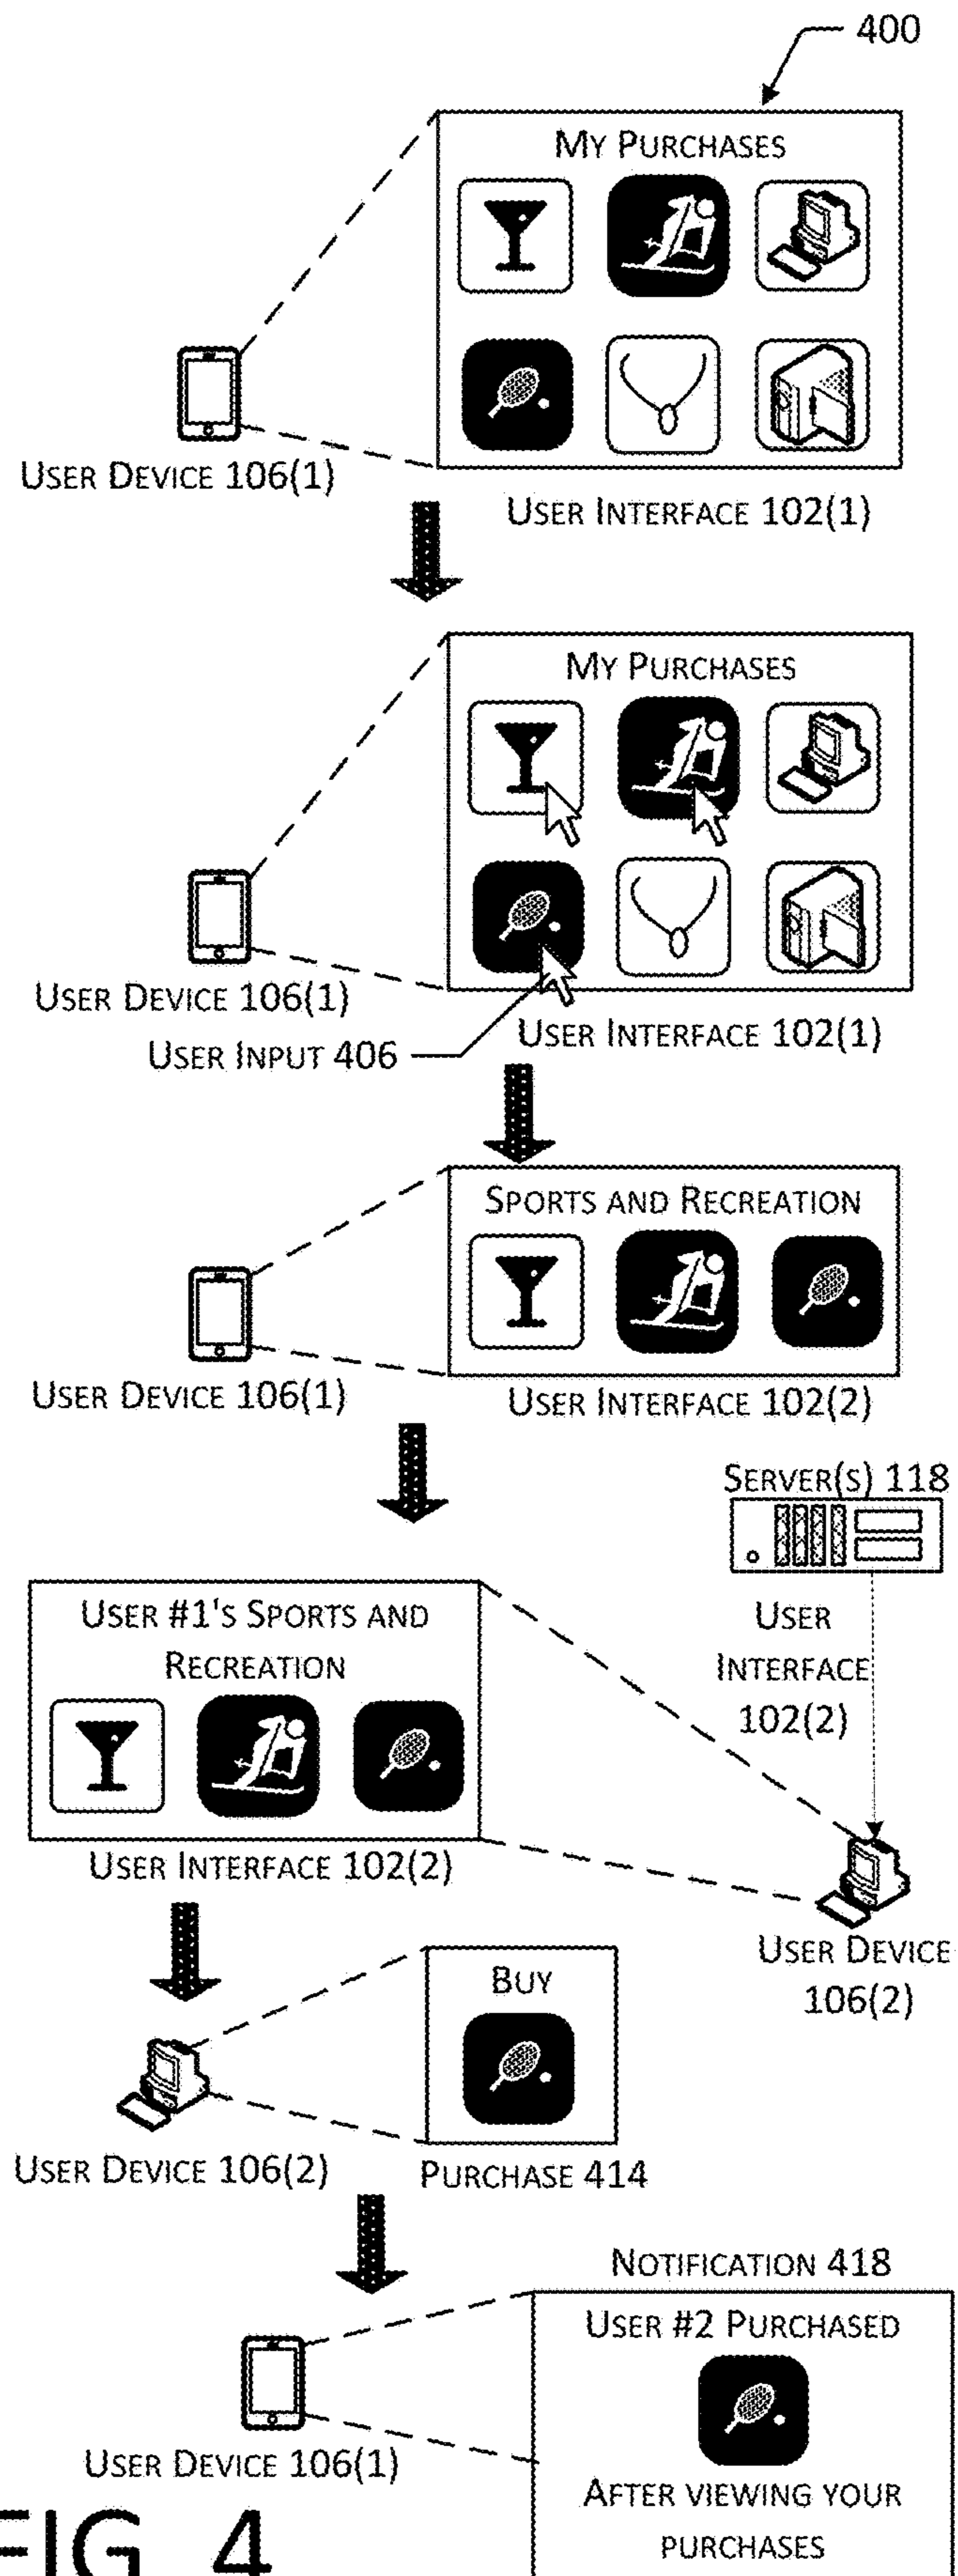 400
MY PURCHASES
USER DEVICE 106(1)
USER INTERFACE 102(1)
MY PURCHASES
USER DEVICE 106(1)
USER INTERFACE 102(1)
USER INPUT 406
SPORTS AND RECREATION
USER DEVICE 106(1)
USER INTERFACE 102(2)
SERVER(S) 118
USER #1'S SPORTS AND
RECREATION
USER
INTERFACE
102(2)
USER INTERFACE 102(2)
USER DEVICE
106(2)
BUY
USER DEVICE 106(2)
PURCHASE 414
NOTIFICATION 418
USER #2 PURCHASED
USER DEVICE 106(1)
AFTER VIEWING YOUR
PURCHASES
FIG. 4